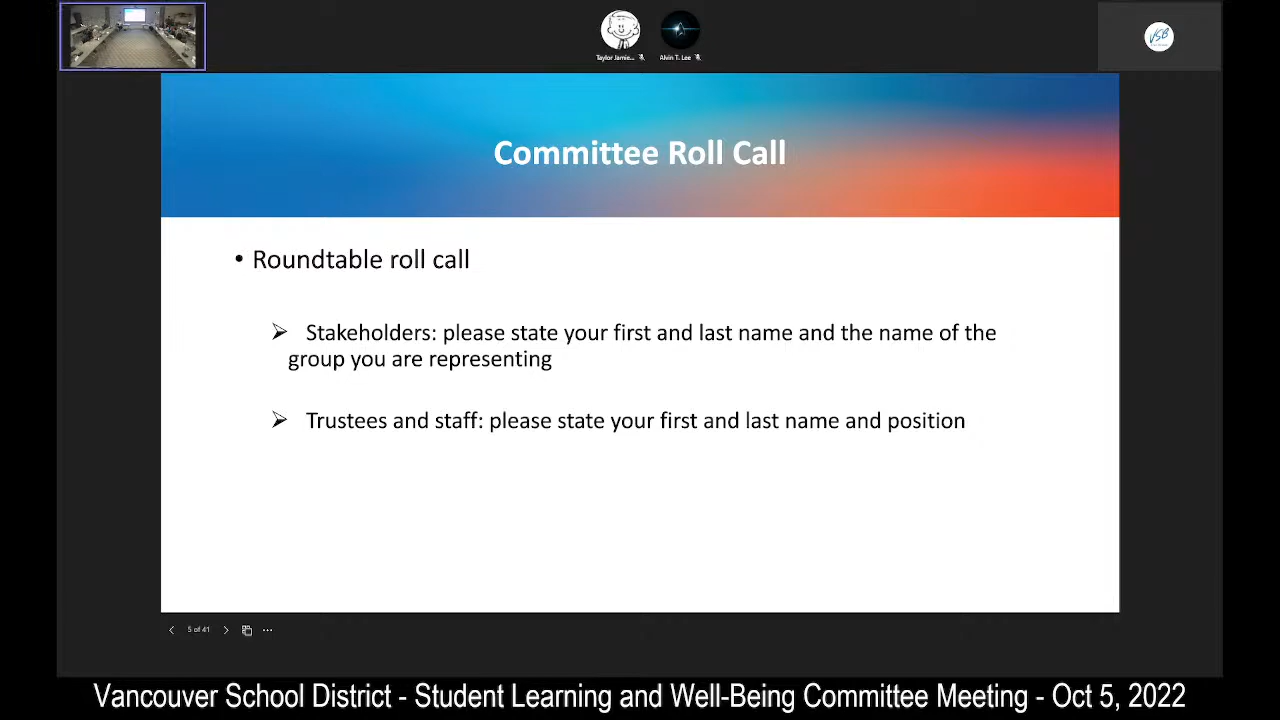 Taylor Jamie...
Alvin T. Lee
VSB
Committee Roll Call
• Roundtable roll call
➢ Stakeholders: please state your first and last name and the name of the
group you are representing
➢ Trustees and staff: please state your first and last name and position
5 of 41
Vancouver School District - Student Learning and Well-Being Committee Meeting - Oct 5, 2022